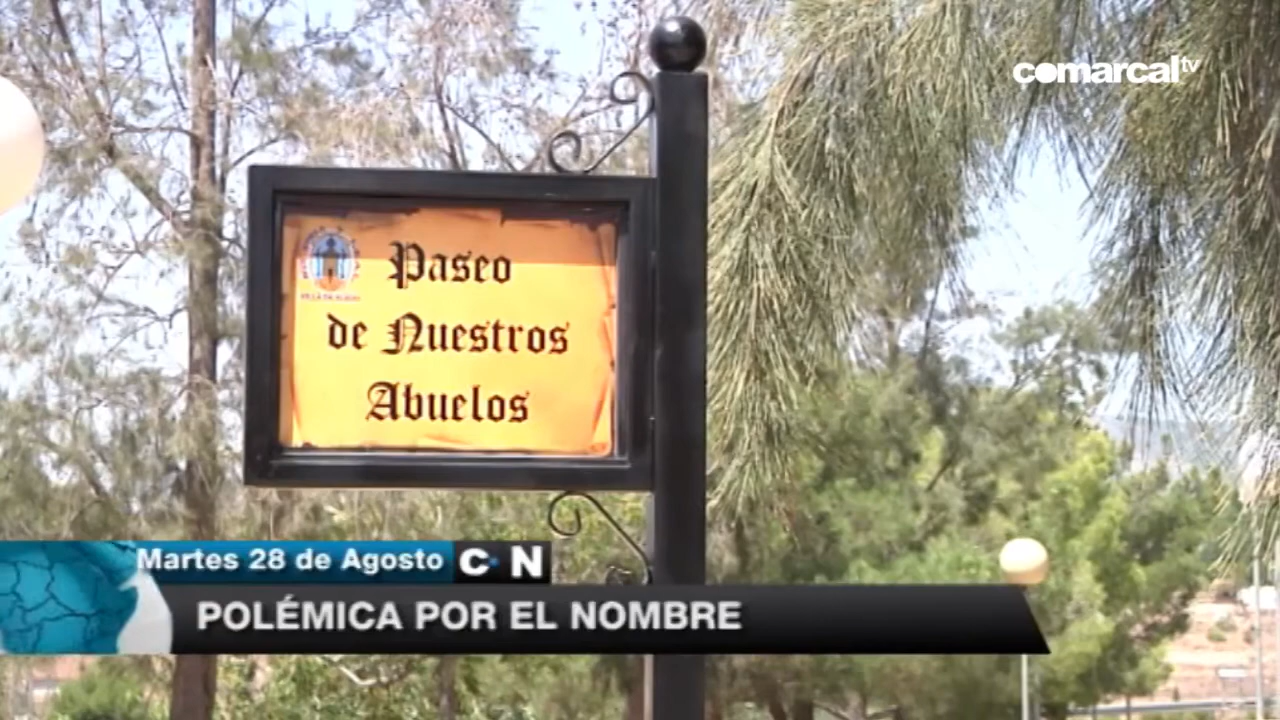 comarcal tv
Paseo
de Nuestros
Abuelos
Martes 28 de Agosto C N
POLÉMICA POR EL NOMBRE